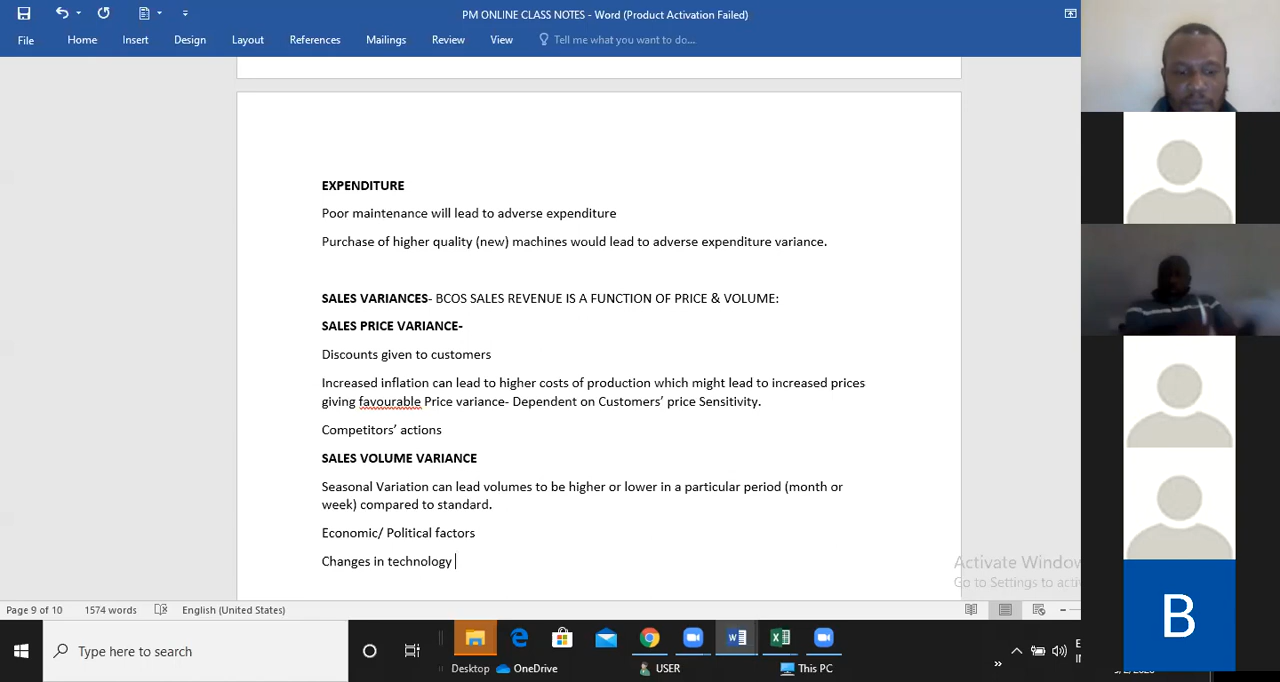 PM ONLINE CLASS NOTES - Word (Product Activation Failed)
File Home Insert Design Layout References Mailings Review View Tell me what you want to do...
EXPENDITURE
Poor maintenance will lead to adverse expenditure
Purchase of higher quality (new) machines would lead to adverse expenditure variance.
SALES VARIANCES- BCOS SALES REVENUE IS A FUNCTION OF PRICE & VOLUME:
SALES PRICE VARIANCE-
Discounts given to customers
Increased inflation can lead to higher costs of production which might lead to increased prices
giving favourable Price variance- Dependent on Customers' price Sensitivity.
Competitors' actions
SALES VOLUME VARIANCE
Seasonal Variation can lead volumes to be higher or lower in a particular period (month or
week) compared to standard.
Economic/ Political factors
Changes in technology
Activate Windo
Go to Settings to acti
B
Page 9 of 10 1574 words English (United States)
Type here to search
Desktop OneDrive USER This PC